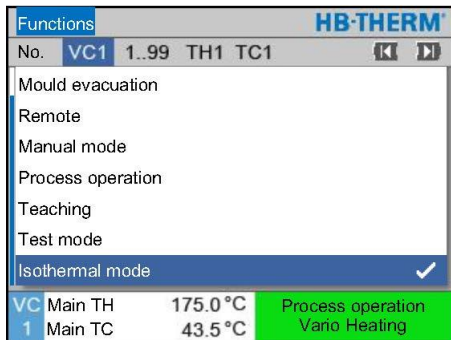 Functions HB-THERM®
No. VC1 1..99 TH1 TC1
Mould evacuation
Remote
Manual mode
Process operation
Teaching
Test mode
Isothermal mode
VC Main TH 175.0 °C Process operation
1 Main TC 43.5 °C Vario Heating